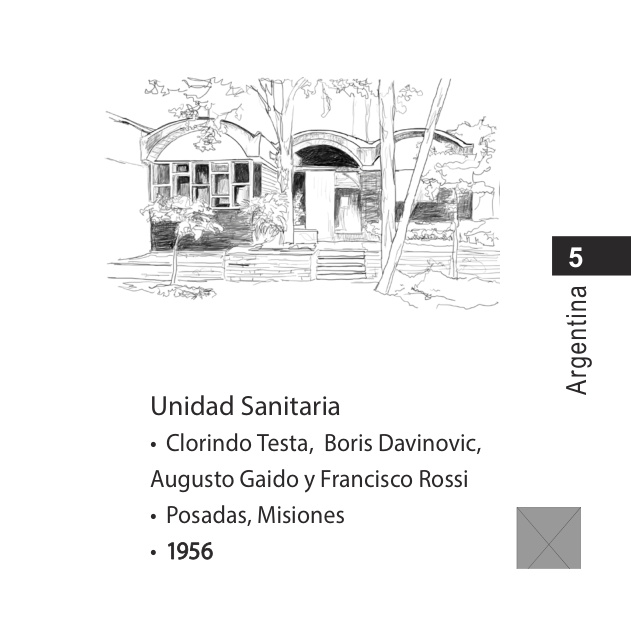 5
Argentina
Unidad Sanitaria
• Clorindo Testa, Boris Davinovic,
Augusto Gaido y Francisco Rossi
• Posadas, Misiones
• 1956